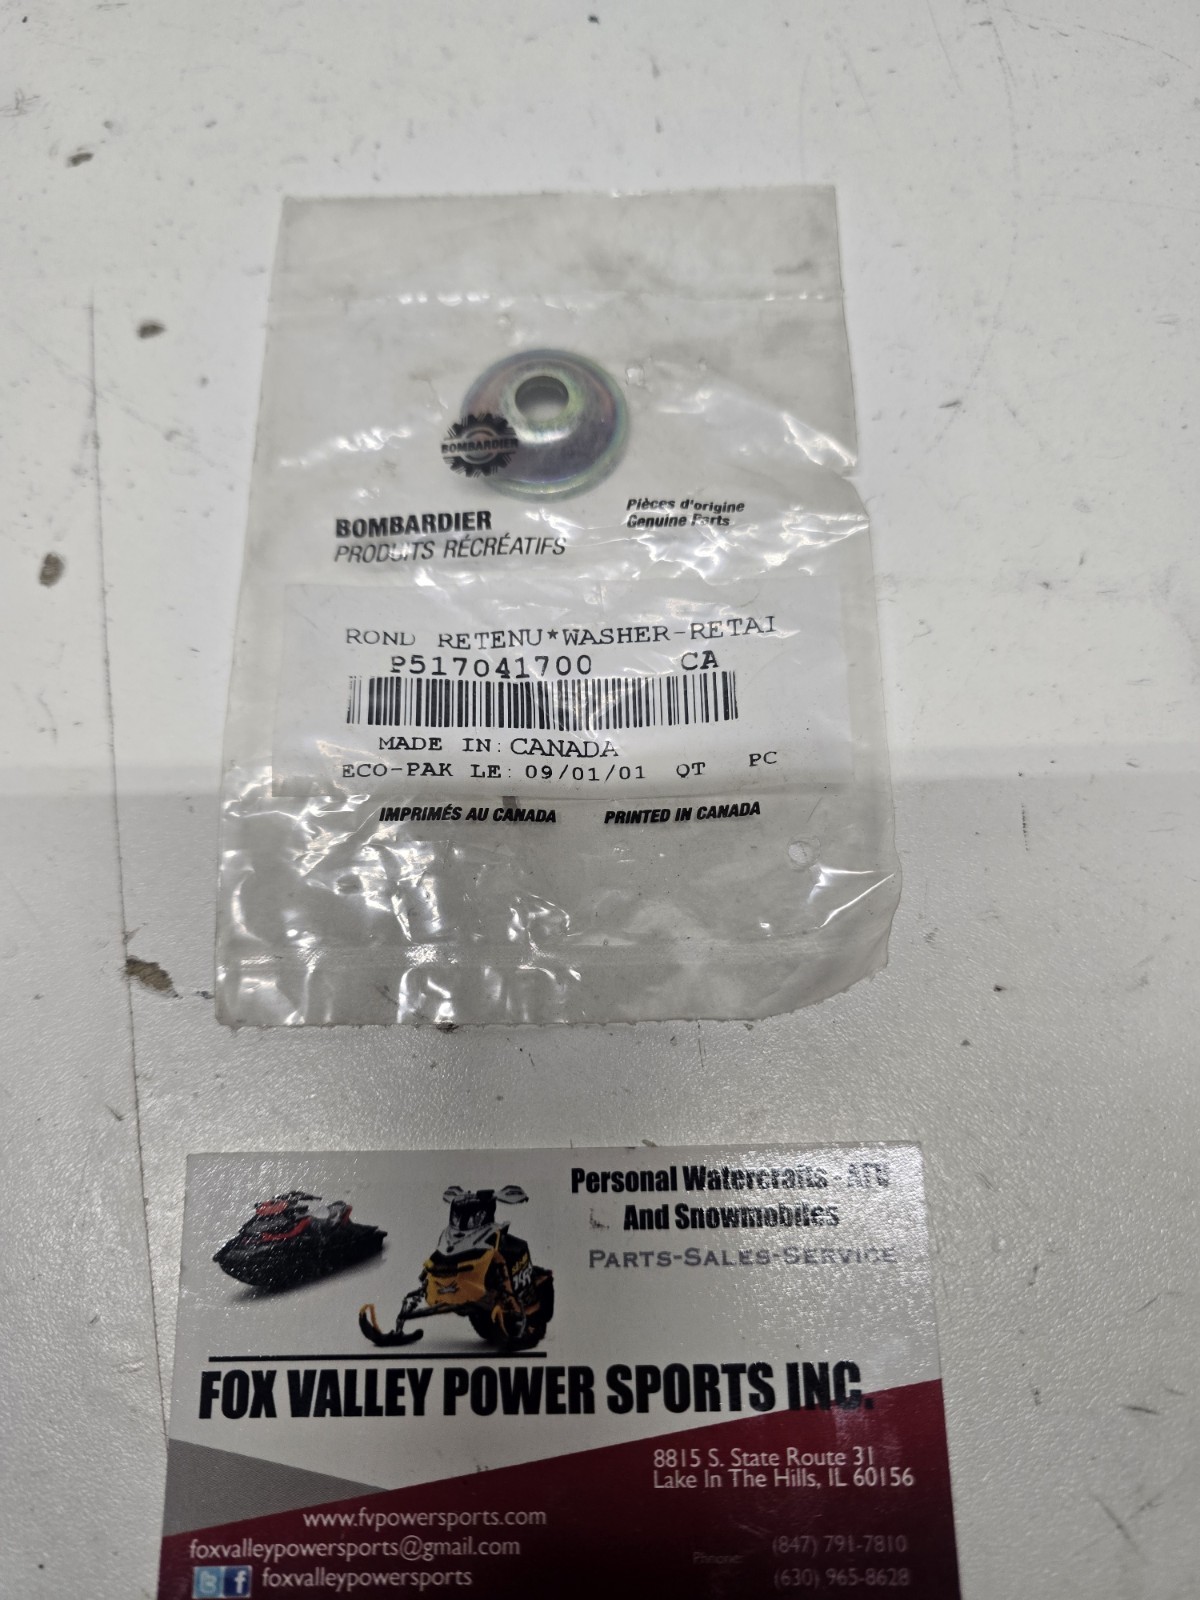 BOMBARDIER
BOMBARDIER
PRODUITS RÉCRÉATIFS
Pièces d'origine
Genuine Parts
ROND RETENU*WASHER-RETAI
P517041700 CA
MADE IN: CANADA
ECO-PAK LE: 09/01/01 QT PC
IMPRIMÉS AU CANADA PRINTED IN CANADA
Personal Watercrafts - ATV
And Snowmobiles
PARTS-SALES-SERVICE
FOX VALLEY POWER SPORTS INC.
8815 S. State Route 31
Lake In The Hills, IL 60156
www.fvpowersports.com
foxvalleypowersports@gmail.com
foxvalleypowersports
Phone:
(847) 791-7810
(630) 965-8628